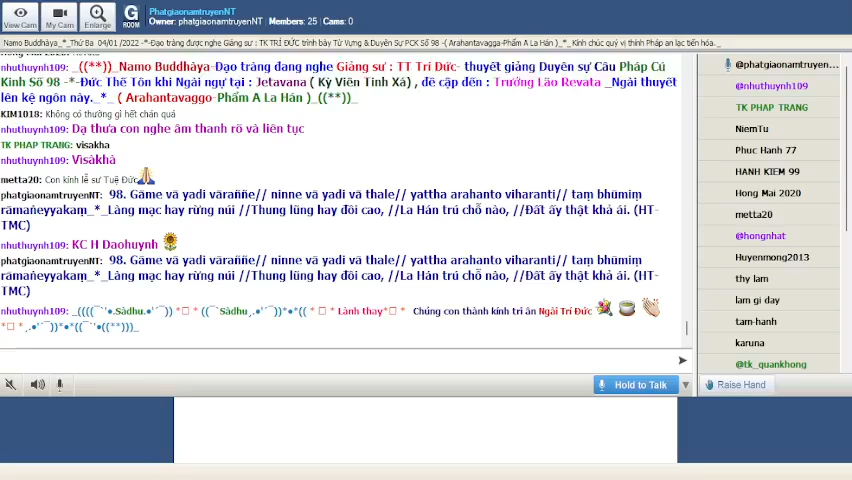 View Cam
My Cam
Enlarge
G
ROOM
PhatgiaonamtruyenNT
Owner: phatgiaonamtruyenNT Members: 25 Cams: 0
Namo Buddhàya_*_Thứ Ba 04/01 /2022 -*-Đạo tràng được nghe Giảng sư : TK TRÍ ĐỨC trình bày Từ Vựng & Duyên Sự PCK Số 98 -( Arahantavagga-Phẩm A La Hán )_*_ Kính chúc quý vị thính Pháp an lạc tiến hóa. _
nhuthuynh109: _((**))_Namo Buddhàya-Đạo tràng đang nghe Giảng sư : TT Trí Đức- thuyết giảng Duyên sự Câu Pháp Cú
Kinh Số 98 -*-Đức Thế Tôn khi Ngài ngự tại : Jetavana ( Kỳ Viên Tinh Xá) , đề cập đến : Trưởng Lão Revata _Ngài thuyết
lên kệ ngôn này._*_ ( Arahantavaggo-Phẩm A La Hán )_((**))_
KIM1018: Không có thường gì hết chán quá
nhuthuynh109: Dạ thưa con nghe âm thanh rõ và liên tục
TK PHAP TRANG: visakha
nhuthuynh109: Visàkhà
metta20: Con kính lễ sư Tuệ Đức
phatgiaonamtruyenNT: 98. Gāme vā yadi vāraññe// ninne vā yadi vā thale// yattha arahanto viharanti// taṃ bhūmiṃ
rāmaṇeyyakaṃ_*_Làng mạc hay rừng núi //Thung lũng hay đồi cao, //La Hán trú chỗ nào, //Đất ấy thật khả ái. (HT-
TMC)
nhuthuynh109: KC H Daohuynh
phatgiaonamtruyenNT: 98. Gāme vā yadi vāraññe// ninne vā yadi vā thale// yattha arahanto viharanti// taṃ bhūmiṃ
rāmaṇeyyakaṃ_*_Làng mạc hay rừng núi //Thung lũng hay đồi cao, //La Hán trú chỗ nào, //Đất ấy thật khả ái. (HT-
TMC)
nhuthuynh109: _((((¯`'•.Sàdhu.•'´¯)) *□ * ((¯`Sàdhu¸.•'´¯))*•*(( * □ * Lành thay*□ * Chúng con thành kính tri ân Ngài Trí Đức
*□ *¸.•'´¯))*•*((¯`'•((**)))_
Hold to Talk
Raise Hand
@phatgiaonamtruyen...
@nhuthuynh109
TK PHAP TRANG
NiemTu
Phuc Hanh 77
HANH KIEM 99
Hong Mai 2020
metta20
@hongnhat
Huyenmong2013
thy lam
lam gi day
tam-hanh
karuna
@tk_quankhong